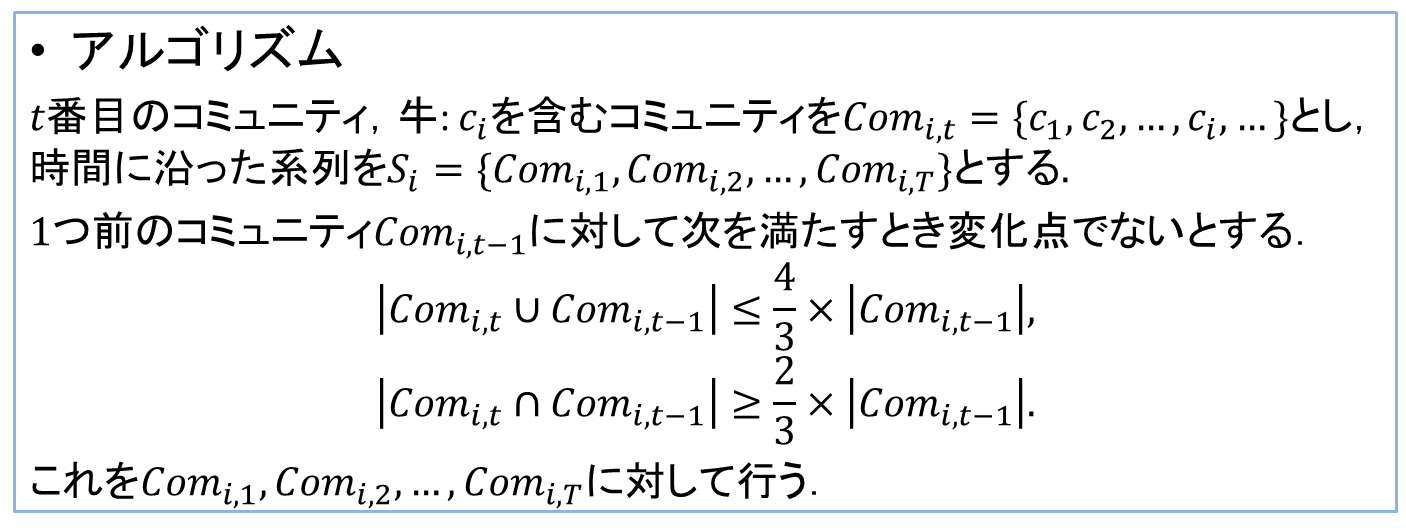 • アルゴリズム
t番目のコミュニティ, 牛: c_iを含むコミュニティをCom_{i,t} = {c_1, c_2, …, c_i, … }とし,
時間に沿った系列をS_i = {Com_{i,1}, Com_{i,2}, …, Com_{i,T}}とする.
1つ前のコミュニティCom_{i,t−1}に対して次を満たすとき変化点でないとする.
|Com_{i,t} ∪ Com_{i,t−1}| ≤ 4/3 × |Com_{i,t−1}|,
|Com_{i,t} ∩ Com_{i,t−1}| ≥ 2/3 × |Com_{i,t−1}|.
これをCom_{i,1}, Com_{i,2}, …, Com_{i,T}に対して行う.